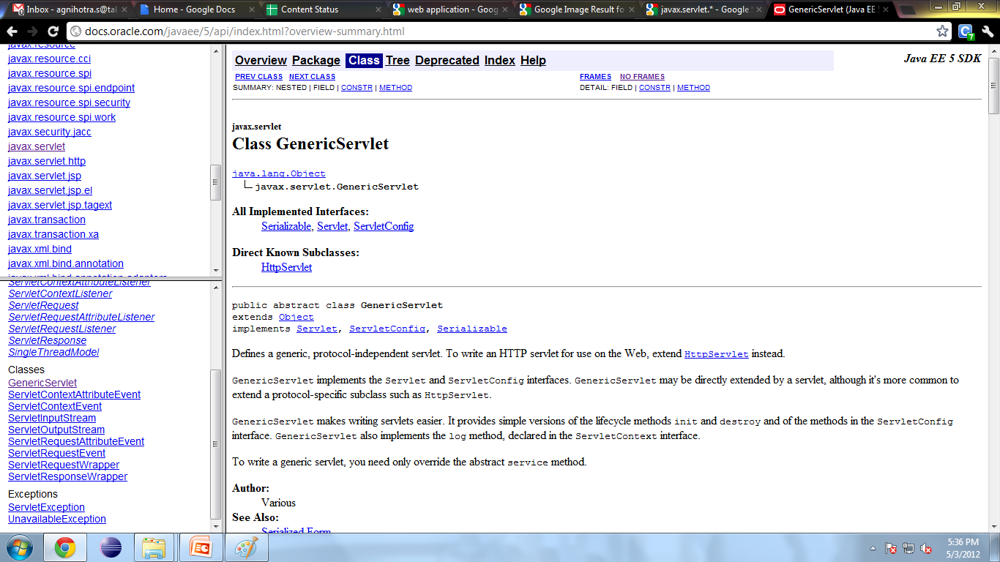 Inbox - agnihotra.s@tal
Home - Google Docs
Content Status
web application - Goog
Google Image Result fo
javax.servlet.* - Google
GenericServlet (Java EE
docs.oracle.com/javaee/5/api/index.html?overview-summary.html
7
javax.resource
javax.resource.cci
javax.resource.spi
javax.resource.spi.endpoint
javax.resource.spi.security
javax.resource.spi.work
javax.security.jacc
javax.servlet
javax.servlet.http
javax.servlet.jsp
javax.servlet.jsp.el
javax.servlet.jsp.tagext
javax.transaction
javax.transaction.xa
javax.xml.bind
javax.xml.bind.annotation
javax.xml.bind.annotation.adapters
ServletContextAttributeListener
ServletContextListener
ServletRequest
ServletRequestAttributeListener
ServletRequestListener
ServletResponse
SingleThreadModel
Classes
GenericServlet
ServletContextAttributeEvent
ServletContextEvent
ServletInputStream
ServletOutputStream
ServletRequestAttributeEvent
ServletRequestEvent
ServletRequestWrapper
ServletResponseWrapper
Exceptions
ServletException
UnavailableException
Overview Package Class Tree Deprecated Index Help
Java EE 5 SDK
PREV CLASS NEXT CLASS
FRAMES NO FRAMES
SUMMARY: NESTED | FIELD | CONSTR | METHOD
DETAIL: FIELD | CONSTR | METHOD
javax.servlet
Class GenericServlet
java.lang.Object
javax.servlet.GenericServlet
All Implemented Interfaces:
Serializable, Servlet, ServletConfig
Direct Known Subclasses:
HttpServlet
public abstract class GenericServlet
extends Object
implements Servlet, ServletConfig, Serializable
Defines a generic, protocol-independent servlet. To write an HTTP servlet for use on the Web, extend HttpServlet instead.
GenericServlet implements the Servlet and ServletConfig interfaces. GenericServlet may be directly extended by a servlet, although it's more common to
extend a protocol-specific subclass such as HttpServlet.
GenericServlet makes writing servlets easier. It provides simple versions of the lifecycle methods init and destroy and of the methods in the ServletConfig
interface. GenericServlet also implements the log method, declared in the ServletContext interface.
To write a generic servlet, you need only override the abstract service method.
Author:
Various
See Also:
Serialized Form
5:36 PM
5/3/2012